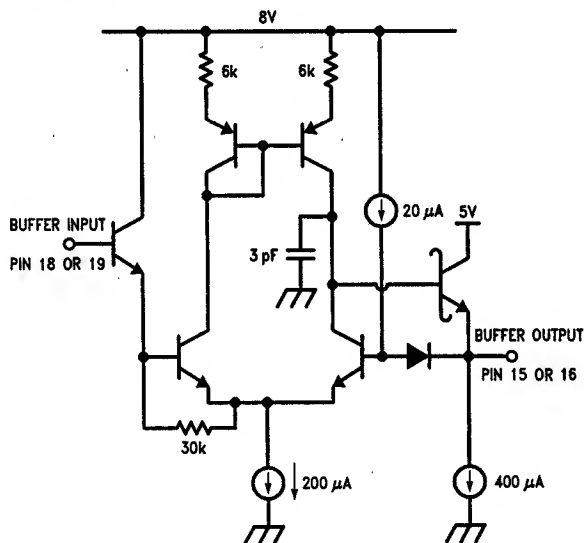 8V
6k
6k
20 µA
5V
BUFFER INPUT
PIN 18 OR 19
3 pF
BUFFER OUTPUT
PIN 15 OR 16
30k
200 µA
400 µA